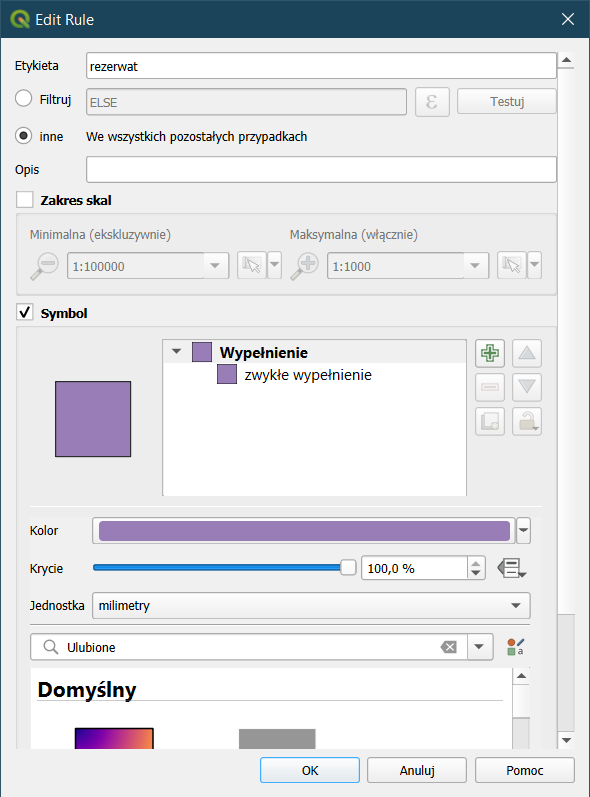 Edit Rule
Etykieta rezerwat
Filtruj ELSE ε Testuj
inne We wszystkich pozostałych przypadkach
Opis
Zakres skal
Minimalna (ekskluzywnie) Maksymalna (włącznie)
1:100000 1:1000
Symbol
Wypełnienie
zwykłe wypełnienie
Kolor
Krycie 100,0 %
Jednostka milimetry
Ulubione a
Domyślny
OK Anuluj Pomoc